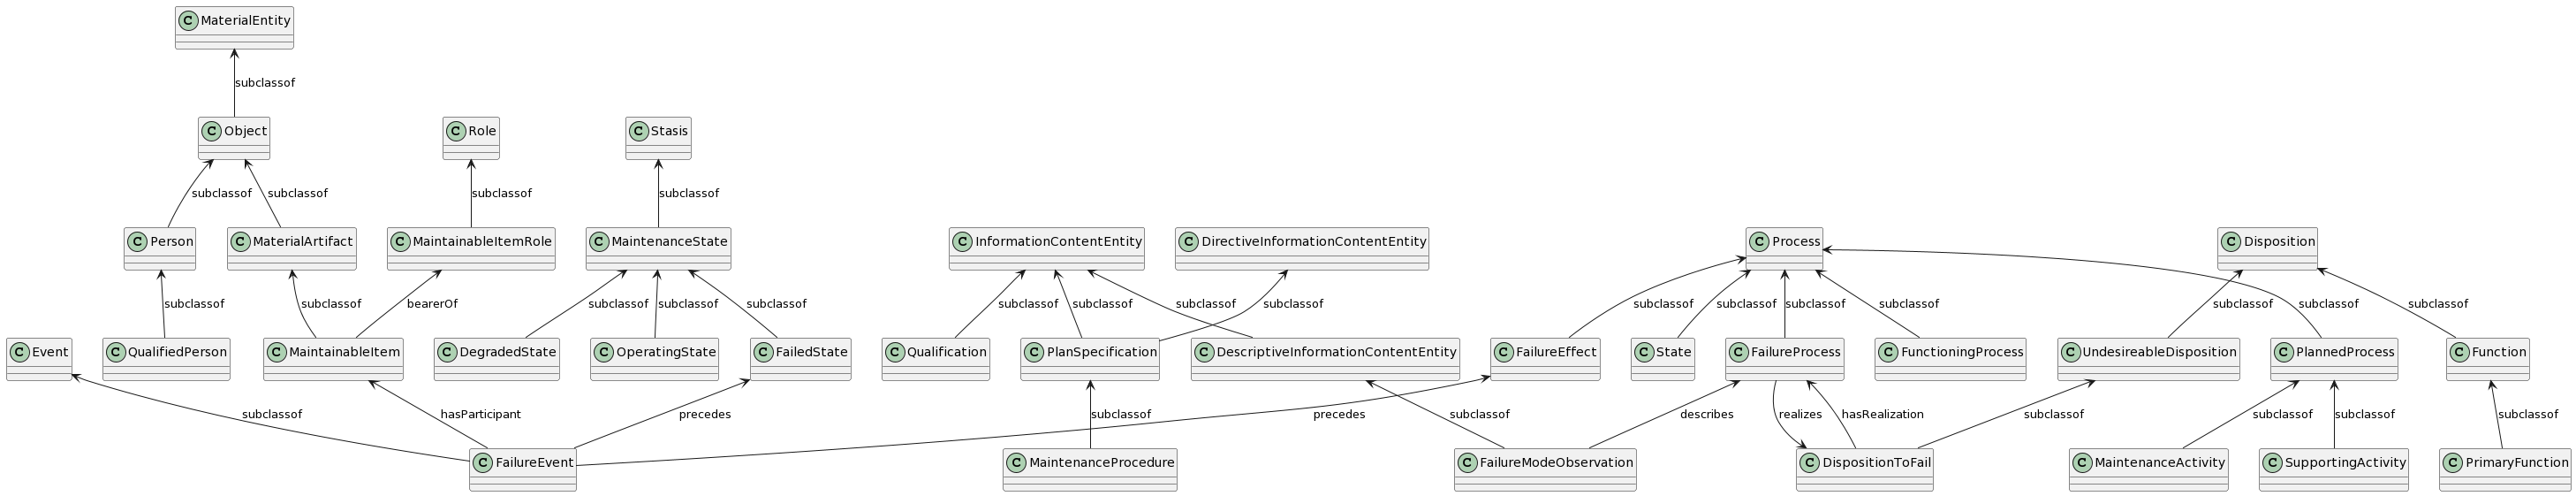 C MaterialEntity
subclassof
C Object
C Role
C Stasis
subclassof
subclassof
subclassof
subclassof
C Person
C MaterialArtifact
C MaintainableItemRole
C MaintenanceState
C InformationContentEntity
C DirectiveInformationContentEntity
C Process
C Disposition
subclassof
subclassof
bearerOf
subclassof
subclassof
subclassof
subclassof
subclassof
subclassof
subclassof
subclassof
subclassof
subclassof
subclassof
subclassof
subclassof
subclassof
C Event
C QualifiedPerson
C MaintainableItem
C DegradedState
C OperatingState
C FailedState
C Qualification
C PlanSpecification
C DescriptiveInformationContentEntity
C FailureEffect
C State
C FailureProcess
C FunctioningProcess
C UndesireableDisposition
C PlannedProcess
C Function
subclassof
hasParticipant
precedes
subclassof
precedes
subclassof
describes
realizes
hasRealization
subclassof
subclassof
subclassof
subclassof
C FailureEvent
C MaintenanceProcedure
C FailureModeObservation
C DispositionToFail
C MaintenanceActivity
C SupportingActivity
C PrimaryFunction